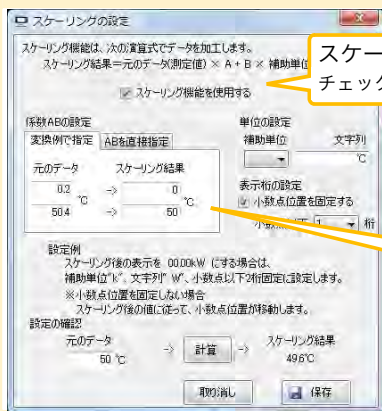 スケーリングの設定
スケーリング機能は、次の演算式でデータを加工します。
スケーリング結果＝元のデータ(測定値) × A + B × 補助単位
スケー
チェック
スケーリング機能を使用する
係数ABの設定
変換例で指定 ABを直接指定
元のデータ スケーリング結果
0.2 ℃ -> 0 ℃
50.4 -> 50
単位の設定
補助単位 文字列
℃
表示桁の設定
小数点位置を固定する
小数点以下 1 桁
設定例
スケーリング後の表示を 00.00kW にする場合は、
補助単位"k"、文字列" W"、小数点以下2桁固定に設定します。
※小数点位置を固定しない場合
スケーリング後の値に従って、小数点位置が移動します。
設定の確認
元のデータ スケーリング結果
50 ℃ -> 計算 -> 49.6℃
取消し 保存